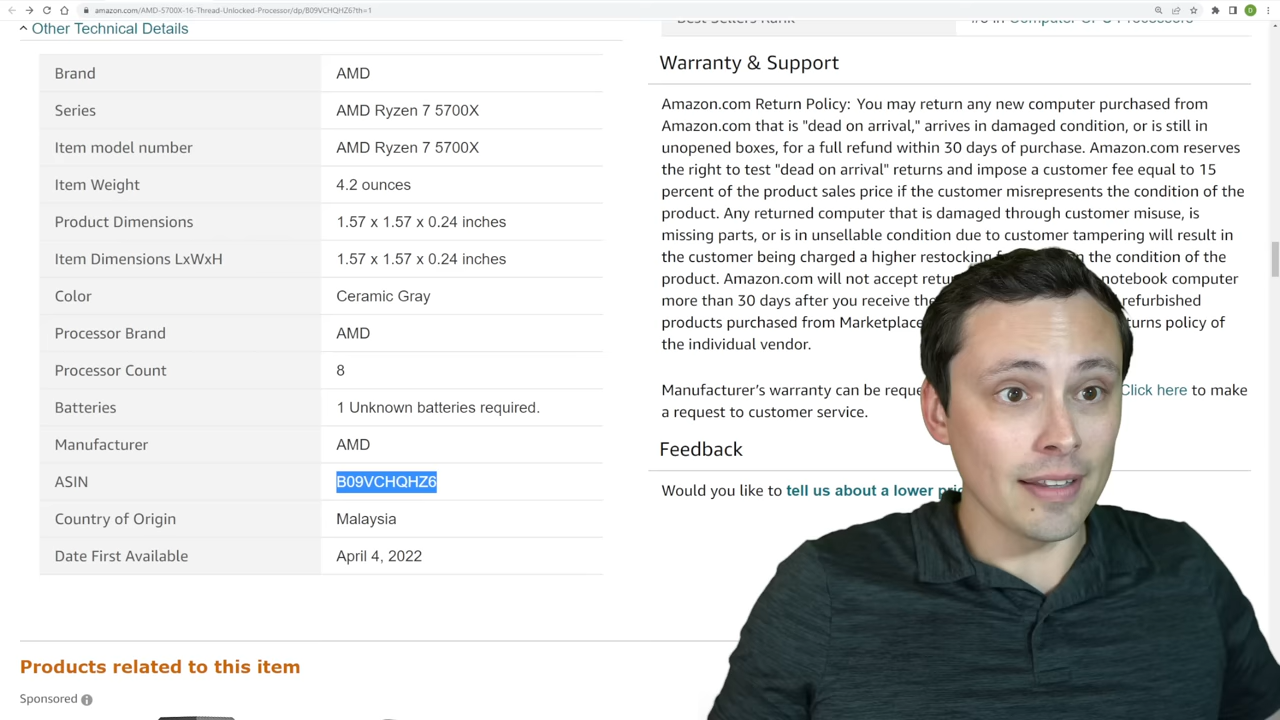 amazon.com/AMD-5700X-16-Thread-Unlocked-Processor/dp/B09VCHQHZ6?th=1
D
Other Technical Details
Brand AMD
Series AMD Ryzen 7 5700X
Item model number AMD Ryzen 7 5700X
Item Weight 4.2 ounces
Product Dimensions 1.57 x 1.57 x 0.24 inches
Item Dimensions LxWxH 1.57 x 1.57 x 0.24 inches
Color Ceramic Gray
Processor Brand AMD
Processor Count 8
Batteries 1 Unknown batteries required.
Manufacturer AMD
ASIN B09VCHQHZ6
Country of Origin Malaysia
Date First Available April 4, 2022
Products related to this item
Sponsored
Best Sellers Rank in Computer CPU Processors
Warranty & Support
Amazon.com Return Policy: You may return any new computer purchased from
Amazon.com that is "dead on arrival," arrives in damaged condition, or is still in
unopened boxes, for a full refund within 30 days of purchase. Amazon.com reserves
the right to test "dead on arrival" returns and impose a customer fee equal to 15
percent of the product sales price if the customer misrepresents the condition of the
product. Any returned computer that is damaged through customer misuse, is
missing parts, or is in unsellable condition due to customer tampering will result in
the customer being charged a higher restocking the condition of the
product. Amazon.com will not accept notebook computer
more than 30 days after you receive the refurbished
products purchased from Marketplace policy of
the individual vendor.
Manufacturer's warranty can be Click here to make
a request to customer service.
Feedback
Would you like to tell us about a lower